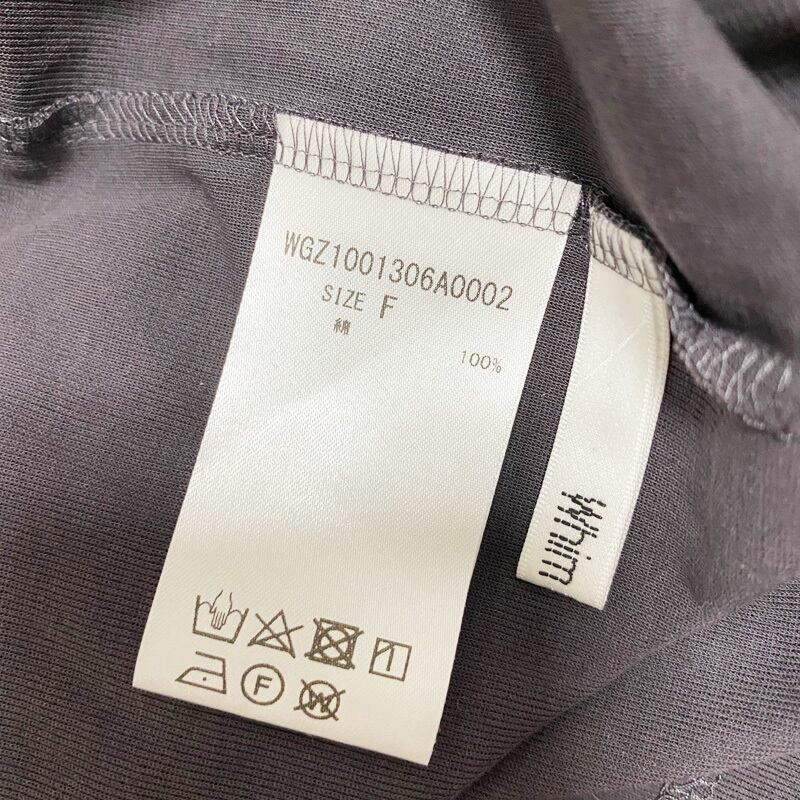 WGZ1001306A0002
SIZE F
綿
100%
F
W
Whim